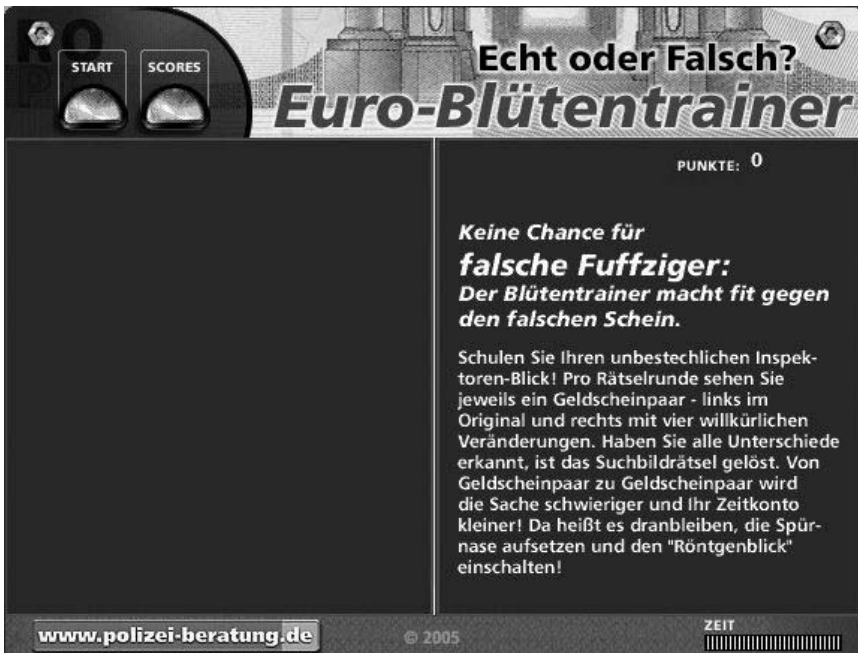 START
SCORES
Echt oder Falsch?
Euro-Blütentrainer
PUNKTE: 0
Keine Chance für
falsche Fuffziger:
Der Blütentrainer macht fit gegen
den falschen Schein.
Schulen Sie Ihren unbestechlichen Inspek-
toren-Blick! Pro Rätselrunde sehen Sie
jeweils ein Geldscheinpaar - links im
Original und rechts mit vier willkürlichen
Veränderungen. Haben Sie alle Unterschiede
erkannt, ist das Suchbildrätsel gelöst. Von
Geldscheinpaar zu Geldscheinpaar wird
die Sache schwieriger und Ihr Zeitkonto
kleiner! Da heißt es dranbleiben, die Spür-
nase aufsetzen und den "Röntgenblick"
einschalten!
www.polizei-beratung.de
© 2005
ZEIT